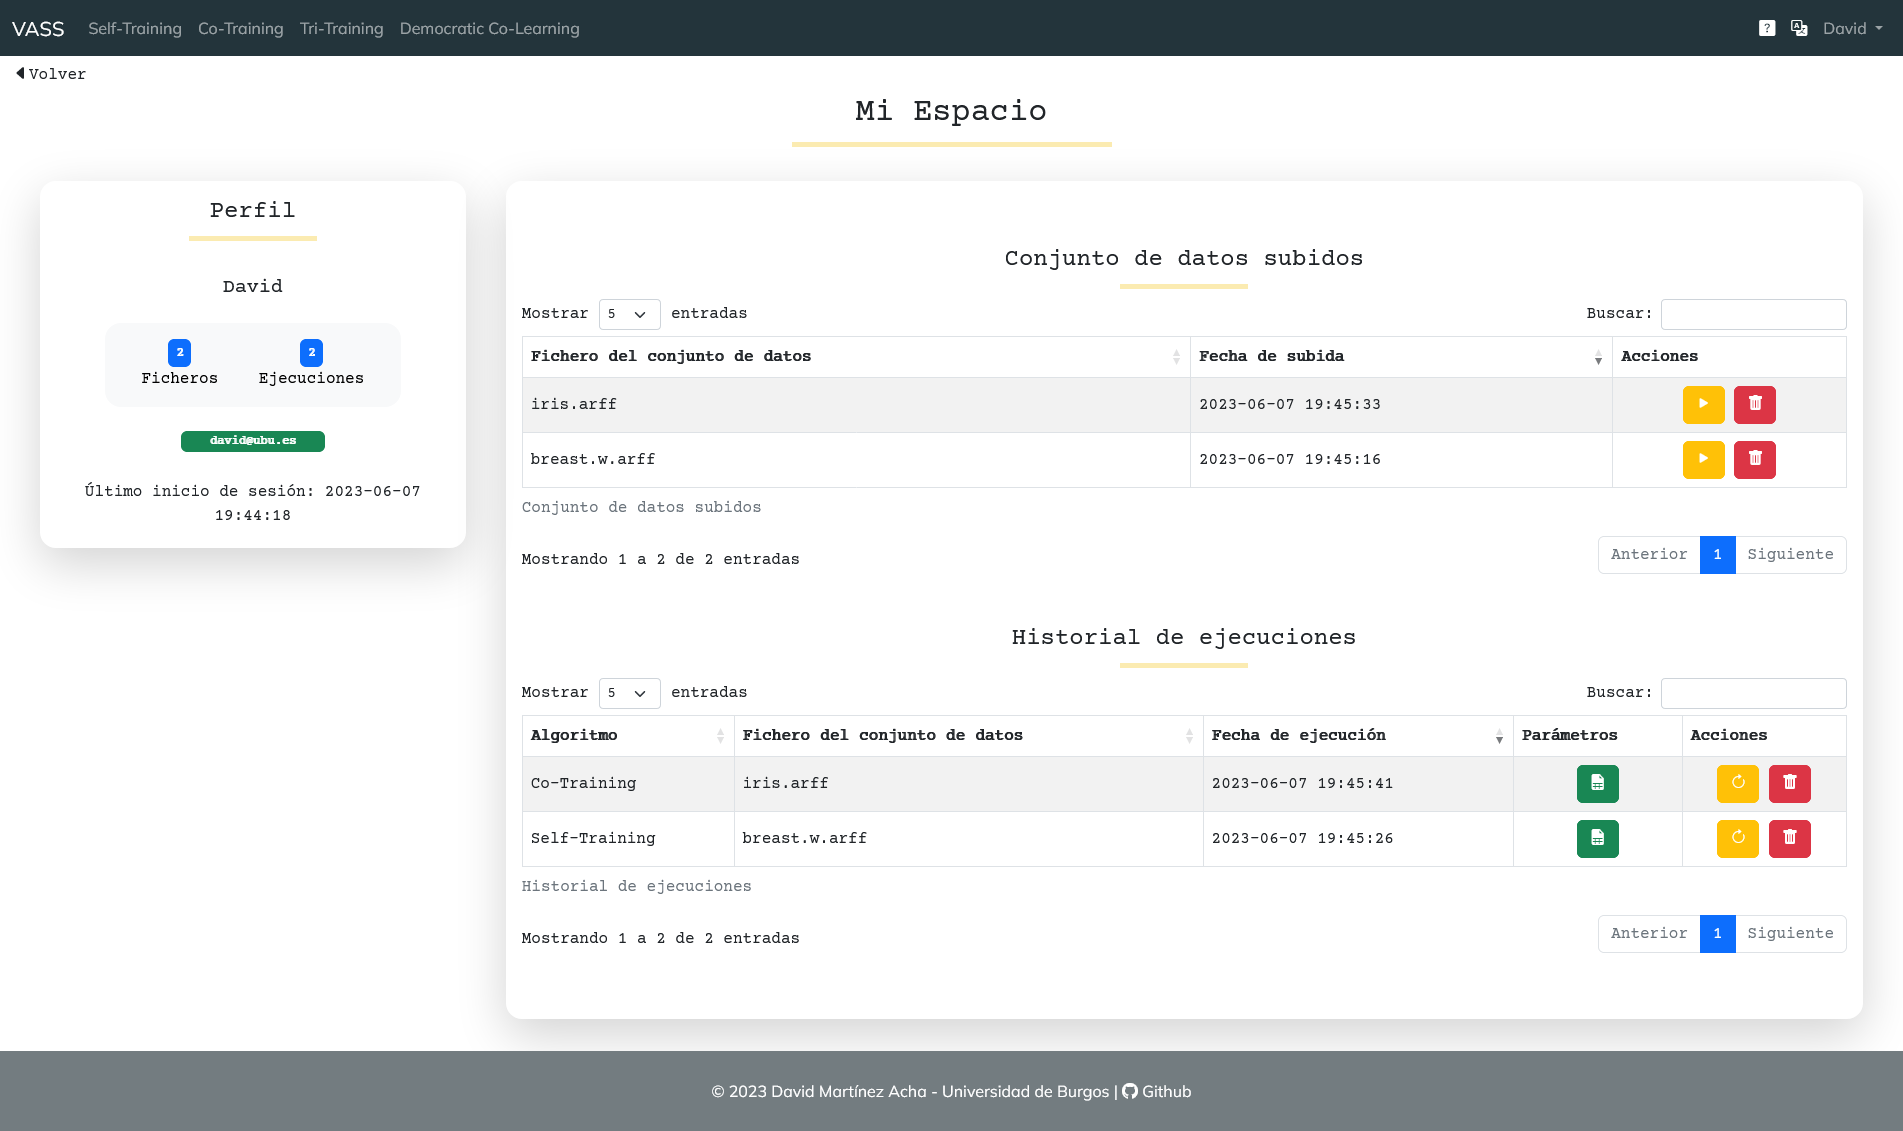 VASS Self-Training Co-Training Tri-Training Democratic Co-Learning David
Volver
Mi Espacio
Perfil
David
2 2
Ficheros Ejecuciones
david@ubu.es
Último inicio de sesión: 2023-06-07
19:44:18
Conjunto de datos subidos
Mostrar 5 entradas Buscar:
Fichero del conjunto de datos Fecha de subida Acciones
iris.arff 2023-06-07 19:45:33
breast.w.arff 2023-06-07 19:45:16
Conjunto de datos subidos
Mostrando 1 a 2 de 2 entradas Anterior 1 Siguiente
Historial de ejecuciones
Mostrar 5 entradas Buscar:
Algoritmo Fichero del conjunto de datos Fecha de ejecución Parámetros Acciones
Co-Training iris.arff 2023-06-07 19:45:41
Self-Training breast.w.arff 2023-06-07 19:45:26
Historial de ejecuciones
Mostrando 1 a 2 de 2 entradas Anterior 1 Siguiente
© 2023 David Martínez Acha - Universidad de Burgos | Github